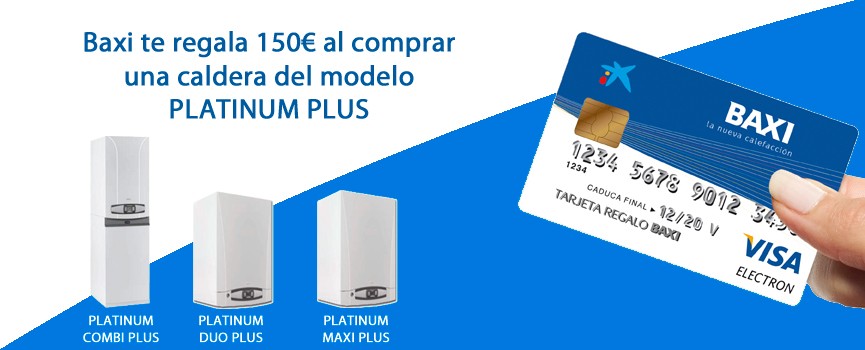 Baxi te regala 150€ al comprar
una caldera del modelo
PLATINUM PLUS
BAXI
la nueva calefacción
1234 5678 9012 345
1234
CADUCA FINAL ▸ 12/20 V
TARJETA REGALO BAXI
VISA
ELECTRON
PLATINUM
COMBI PLUS
PLATINUM
DUO PLUS
PLATINUM
MAXI PLUS